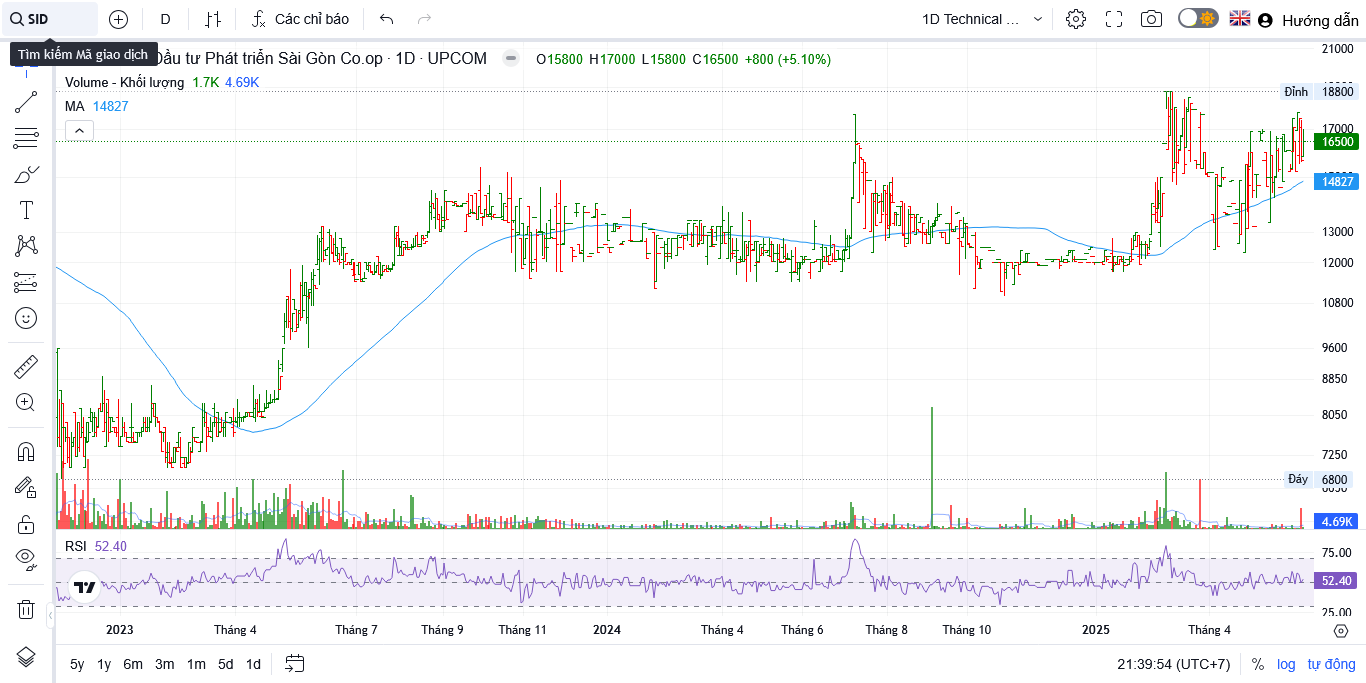 SID
D
Các chỉ báo
1D Technical ...
Hướng dẫn
Tìm kiếm Mã giao dịch
Đầu tư Phát triển Sài Gòn Co.op · 1D · UPCOM
O15800 H17000 L15800 C16500 +800 (+5.10%)
Volume - Khối lượng 1.7K 4.69K
MA 14827
21000
Đỉnh 18800
17000
16500
14827
13000
12000
10800
9600
8850
8050
7250
Đáy 6800
4.69K
RSI 52.40
75.00
52.40
25.00
2023
Tháng 4
Tháng 7
Tháng 9
Tháng 11
2024
Tháng 4
Tháng 6
Tháng 8
Tháng 10
2025
Tháng 4
5y 1y 6m 3m 1m 5d 1d
21:39:54 (UTC+7)
% log tự động